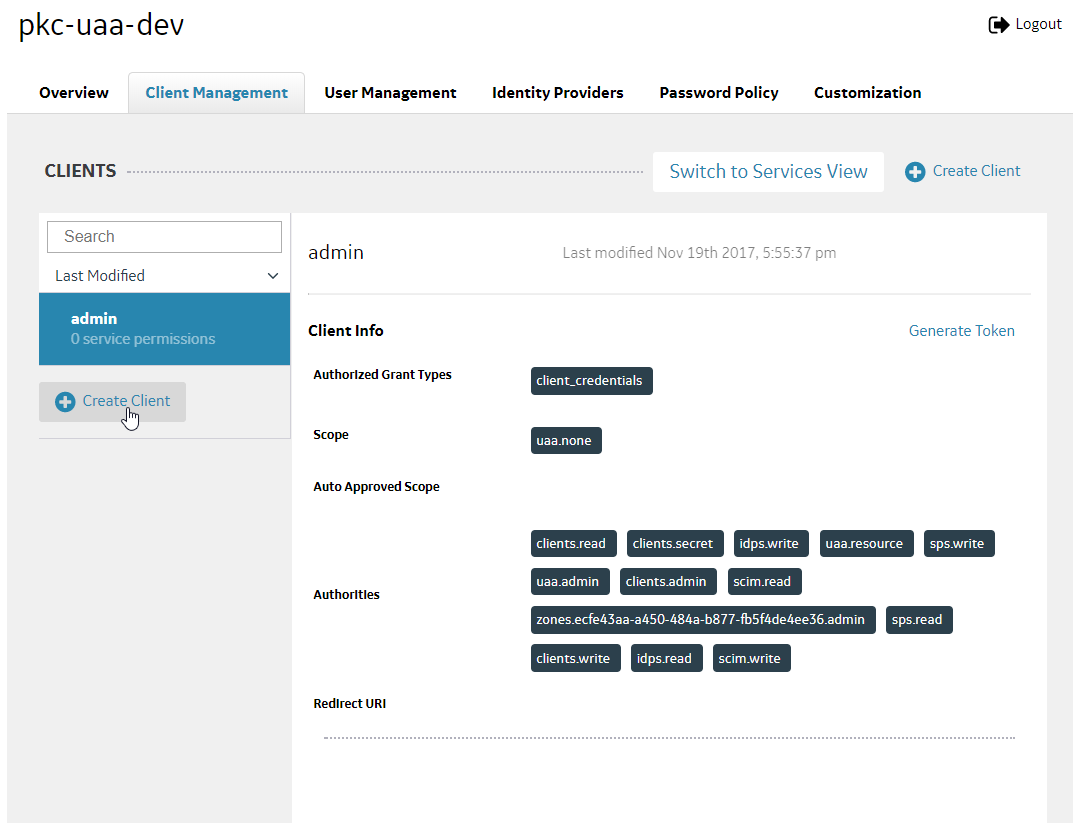 pkc-uaa-dev
Logout
Overview
Client Management
User Management
Identity Providers
Password Policy
Customization
CLIENTS
Switch to Services View
Create Client
Search
Last Modified
admin
0 service permissions
Create Client
admin
Last modified Nov 19th 2017, 5:55:37 pm
Client Info
Generate Token
Authorized Grant Types
client_credentials
Scope
uaa.none
Auto Approved Scope
Authorities
clients.read clients.secret idps.write uaa.resource sps.write
uaa.admin clients.admin scim.read
zones.ecfe43aa-a450-484a-b877-fb5f4de4ee36.admin sps.read
clients.write idps.read scim.write
Redirect URI